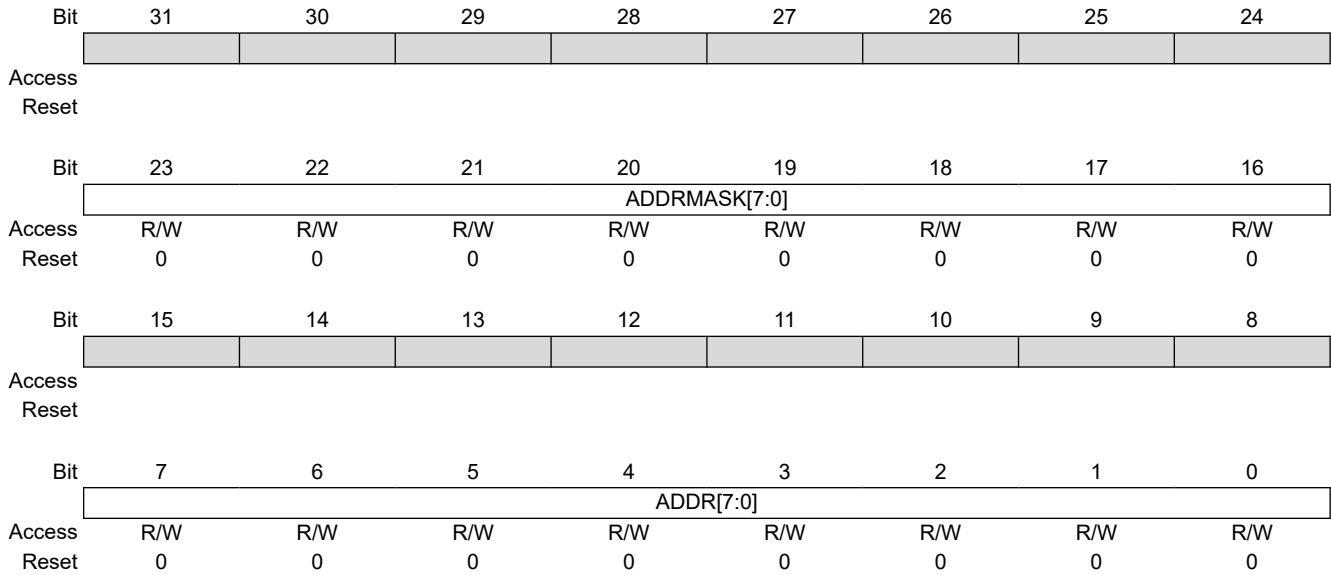 Bit 31 30 29 28 27 26 25 24
Access
Reset
Bit 23 22 21 20 19 18 17 16
ADDRMASK[7:0]
Access R/W R/W R/W R/W R/W R/W R/W R/W
Reset 0 0 0 0 0 0 0 0
Bit 15 14 13 12 11 10 9 8
Access
Reset
Bit 7 6 5 4 3 2 1 0
ADDR[7:0]
Access R/W R/W R/W R/W R/W R/W R/W R/W
Reset 0 0 0 0 0 0 0 0